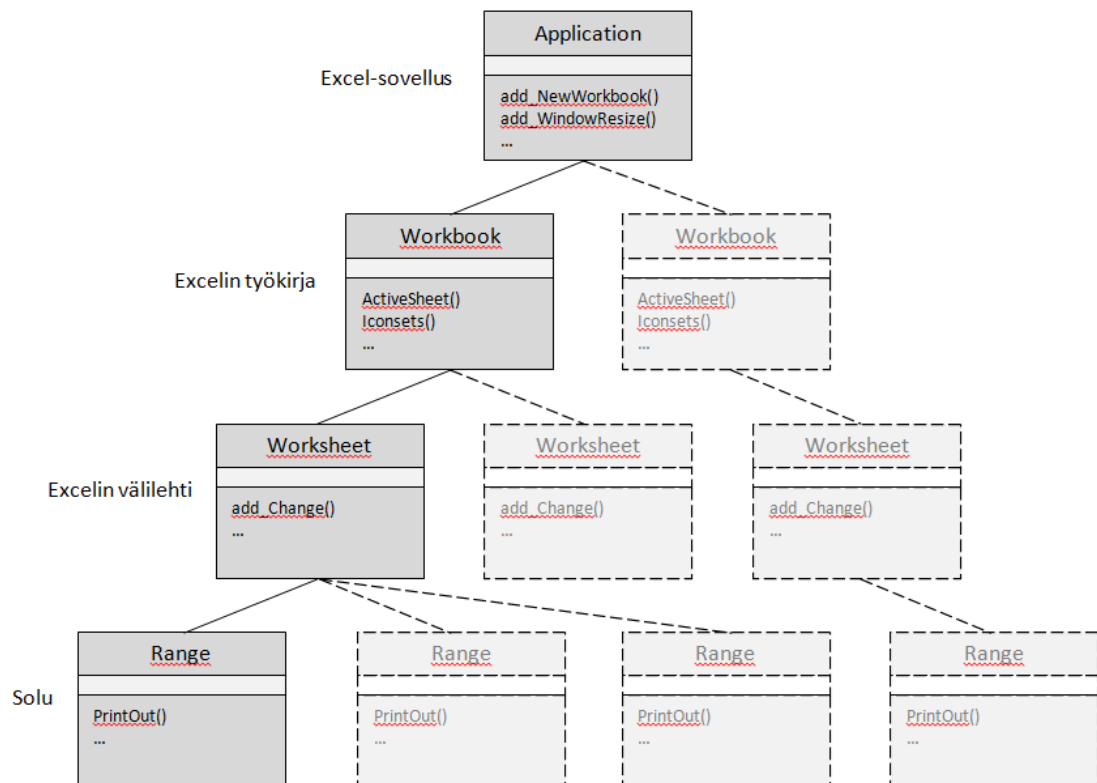 Application
Excel-sovellus
add_NewWorkbook()
add_WindowResize()
...
Workbook
Workbook
Excelin työkirja
ActiveSheet()
Iconsets()
...
ActiveSheet()
Iconsets()
...
Worksheet
Worksheet
Worksheet
Excelin välilehti
add_Change()
...
add_Change()
...
add_Change()
...
Range
Range
Range
Range
Solu
PrintOut()
...
PrintOut()
...
PrintOut()
...
PrintOut()
...